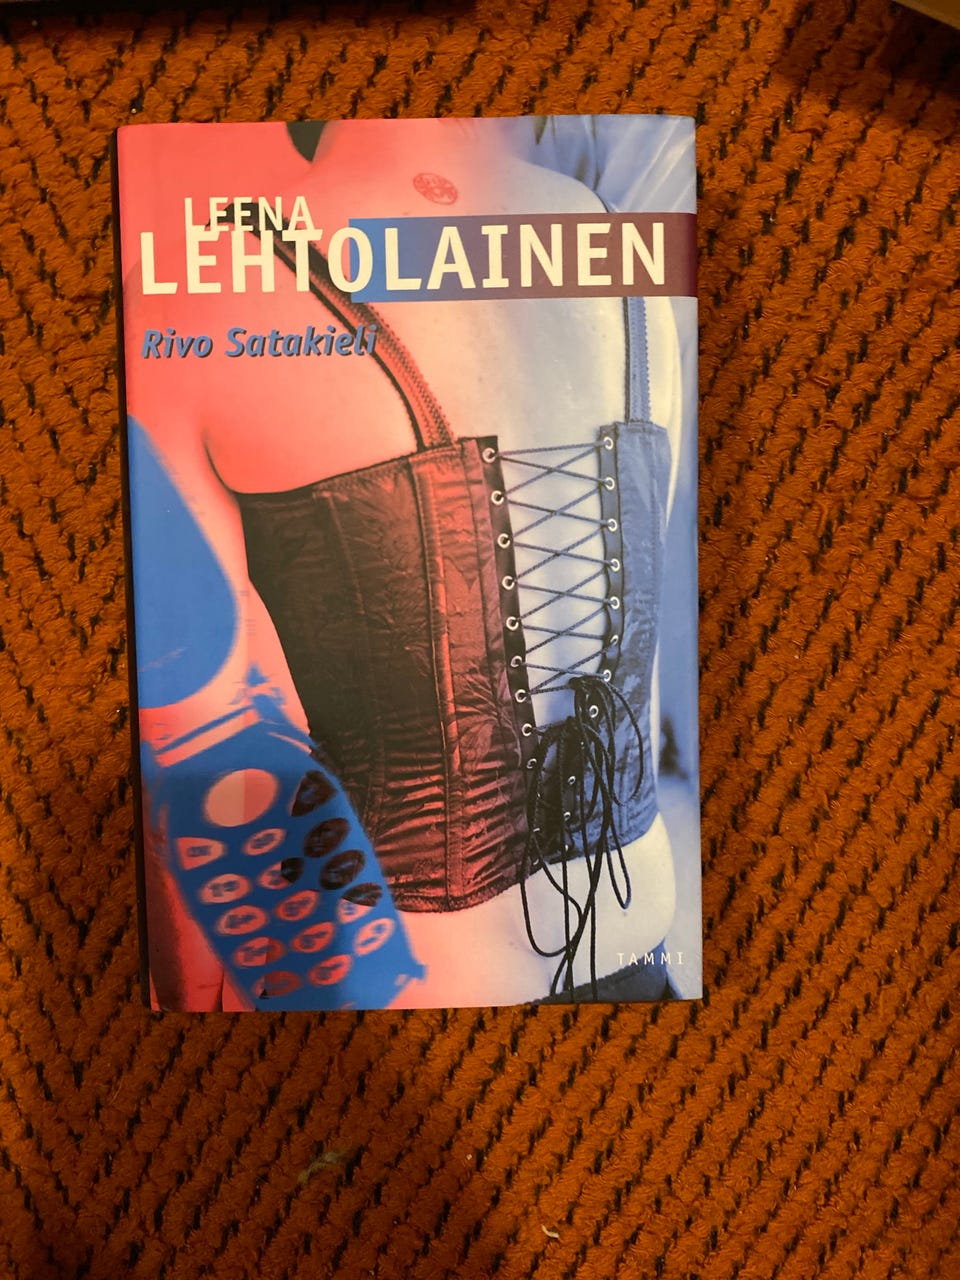 LEENA
LEHTOLAINEN
Rivo Satakieli
TAMMI